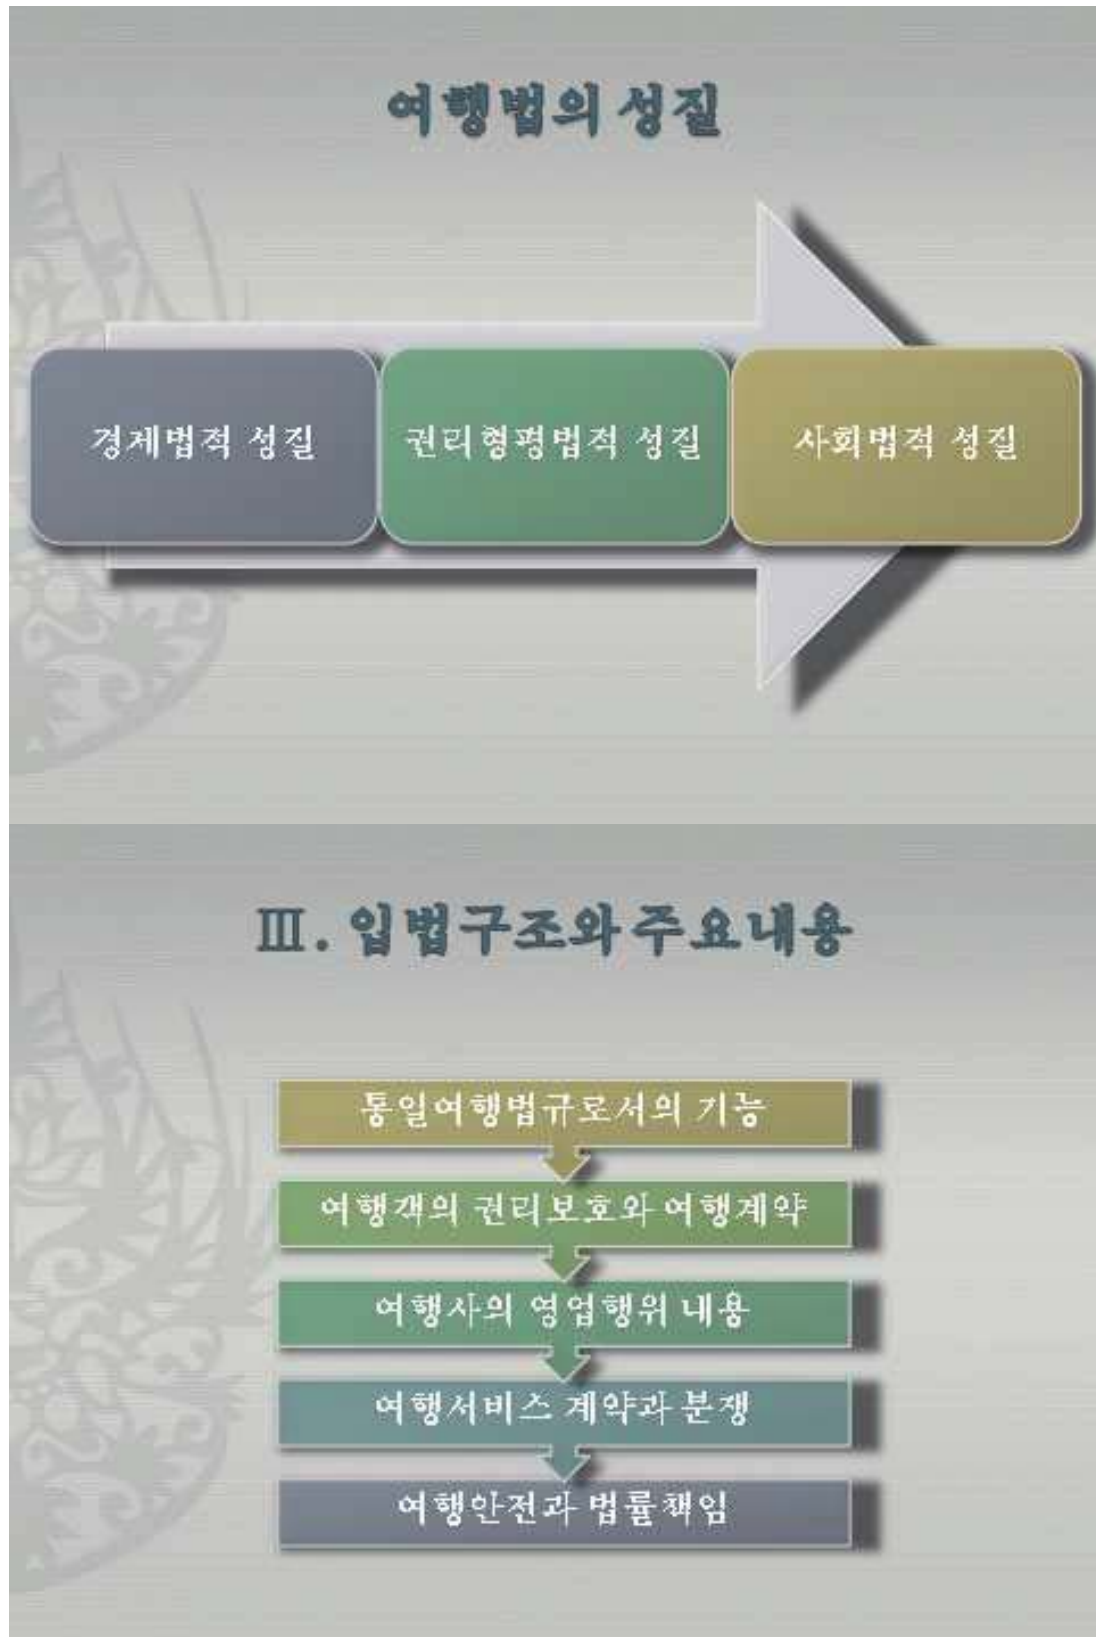 여행법의 성질
경제법적 성질
권리형평법적 성질
사회법적 성질
Ⅲ. 입법구조와 주요내용
통일여행법규로서의 기능
여행객의 권리보호와 여행계약
여행사의 영업행위 내용
여행서비스 계약과 분쟁
여행안전과 법률책임